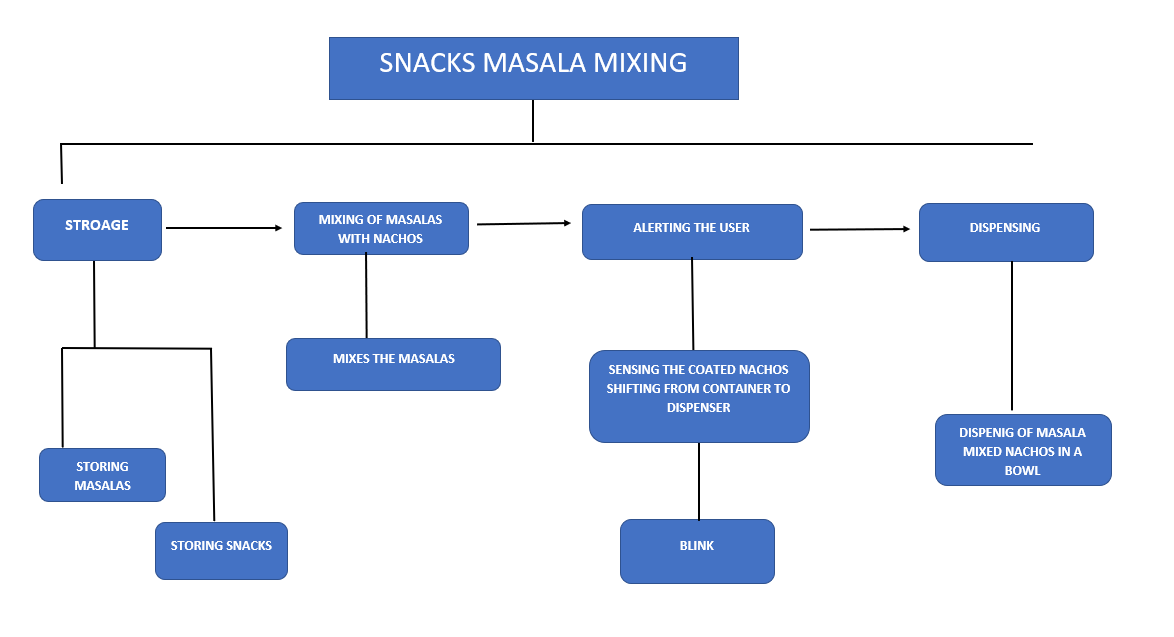 SNACKS MASALA MIXING
STROAGE
MIXING OF MASALAS
WITH NACHOS
ALERTING THE USER
DISPENSING
MIXES THE MASALAS
SENSING THE COATED NACHOS
SHIFTING FROM CONTAINER TO
DISPENSER
DISPENIG OF MASALA
MIXED NACHOS IN A
BOWL
STORING
MASALAS
STORING SNACKS
BLINK